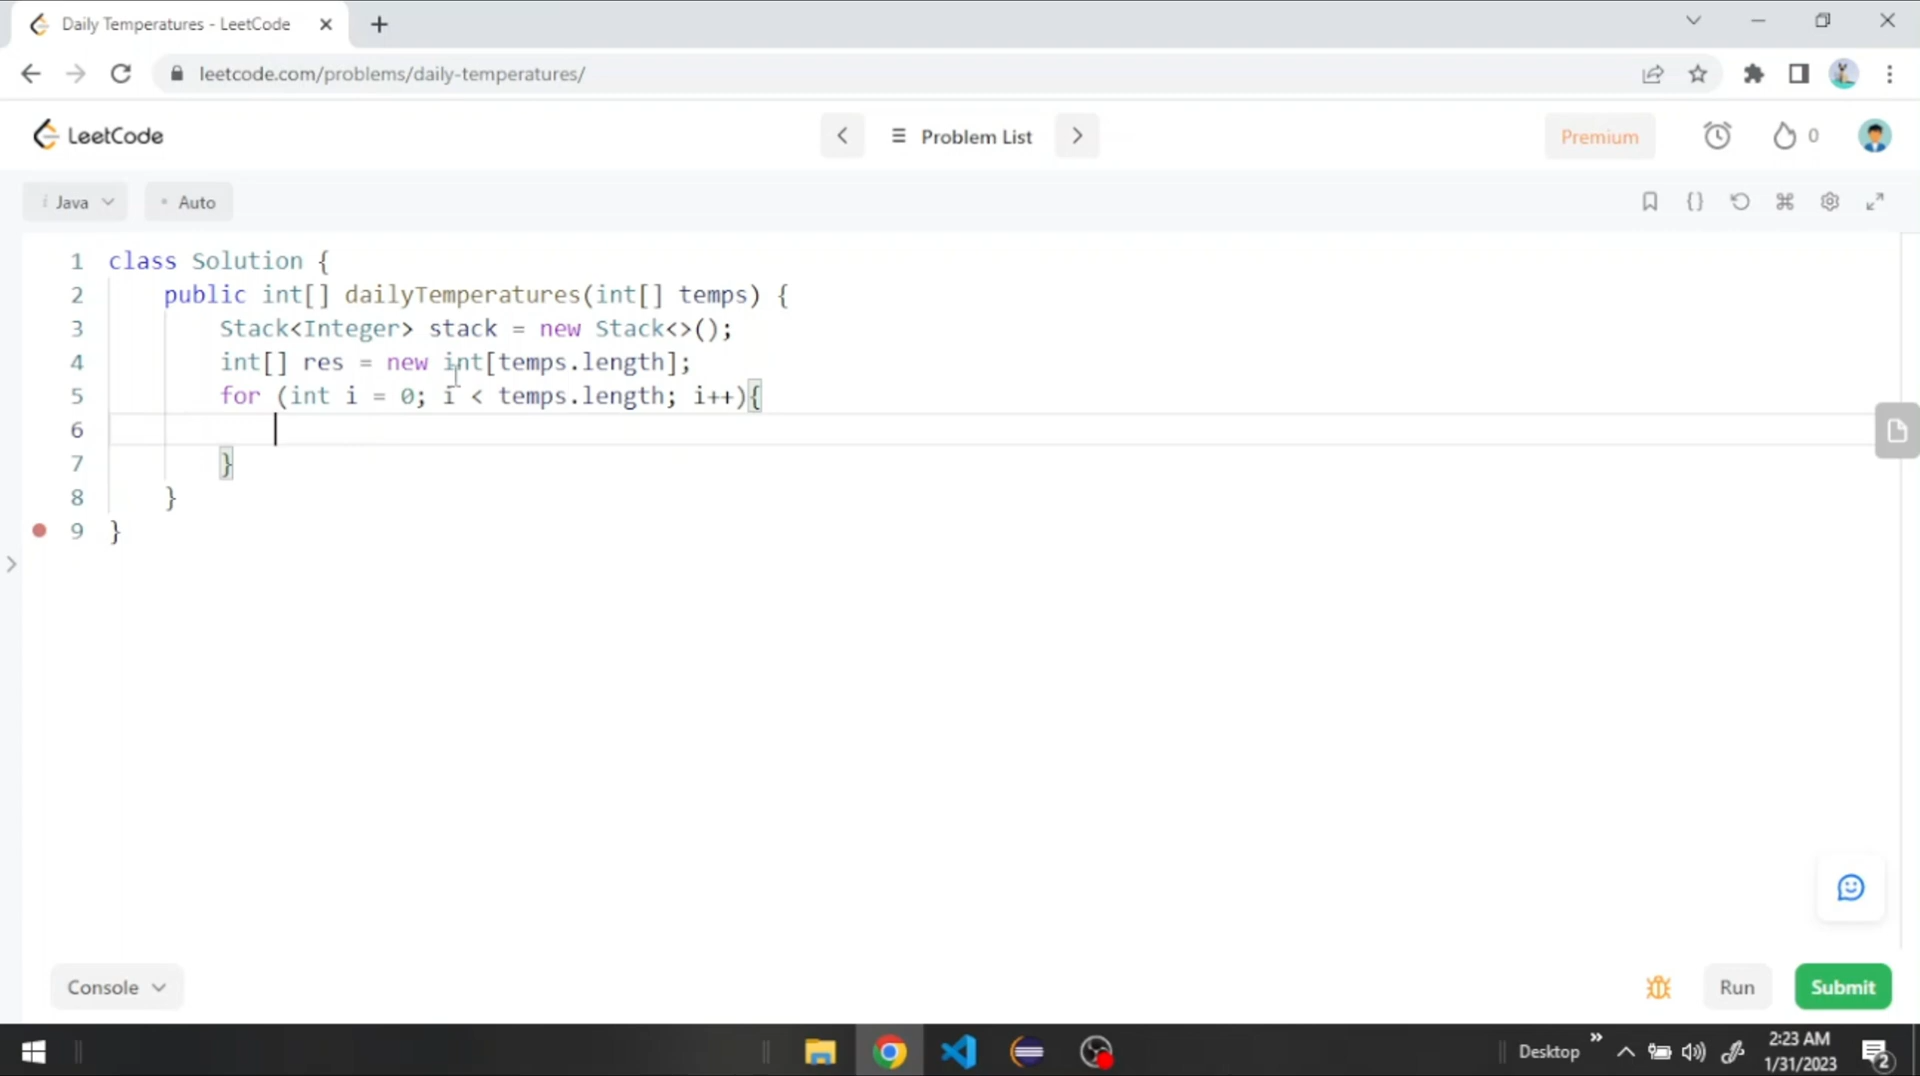 Daily Temperatures - LeetCode
leetcode.com/problems/daily-temperatures/
LeetCode
Problem List
Premium
0
i Java
• Auto
{}
1 class Solution {
2 public int[] dailyTemperatures(int[] temps) {
3 Stack<Integer> stack = new Stack<>();
4 int[] res = new int[temps.length];
5 for (int i = 0; i < temps.length; i++){
6
7 }
8 }
9 }
Console
Run
Submit
Desktop
2:23 AM
1/31/2023
2